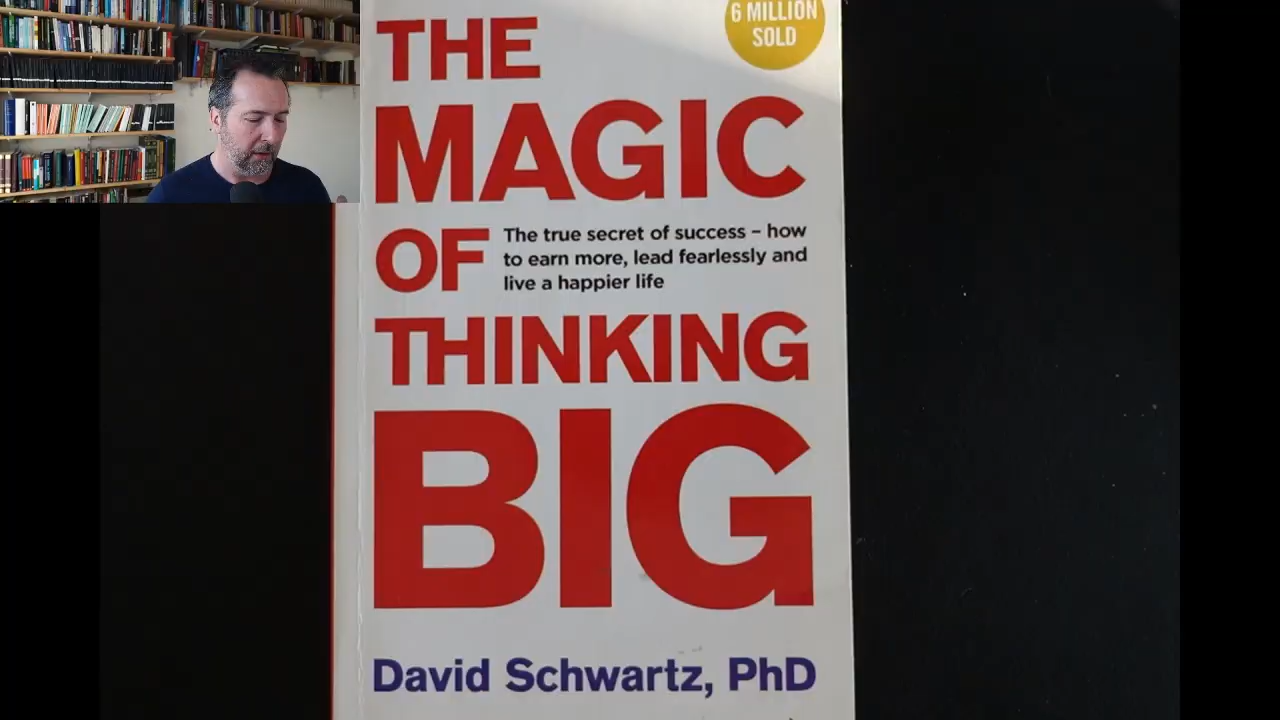 6 MILLION
SOLD
THE
MAGIC
OF
The true secret of success – how
to earn more, lead fearlessly and
live a happier life
THINKING
BIG
David Schwartz, PhD